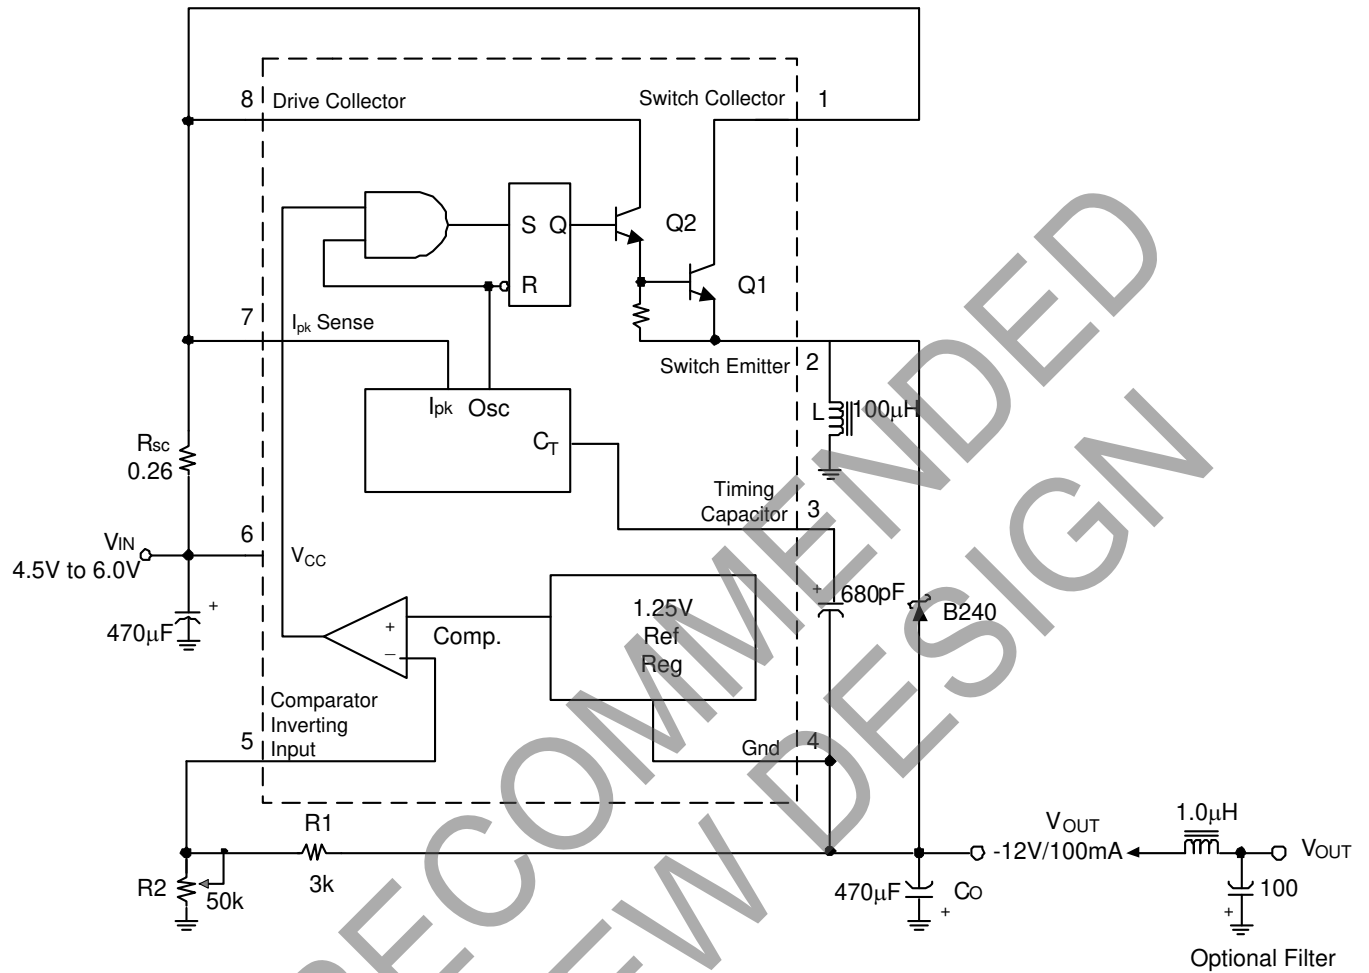 8 Drive Collector
Switch Collector 1
S Q
R
Q2
Q1
7 Ipk Sense
Switch Emitter 2
Ipk Osc
CT
L 100μH
Rsc
0.26
Timing
Capacitor 3
VIN
4.5V to 6.0V
6
VCC
470μF +
+
−
Comp.
1.25V
Ref
Reg
+ 680pF
B240
Comparator
Inverting
Input
5
Gnd 4
R1
3k
R2
50k
VOUT
-12V/100mA
1.0μH
VOUT
470μF CO
+
100
+
Optional Filter
RECOMMENDED
EW DESIGN